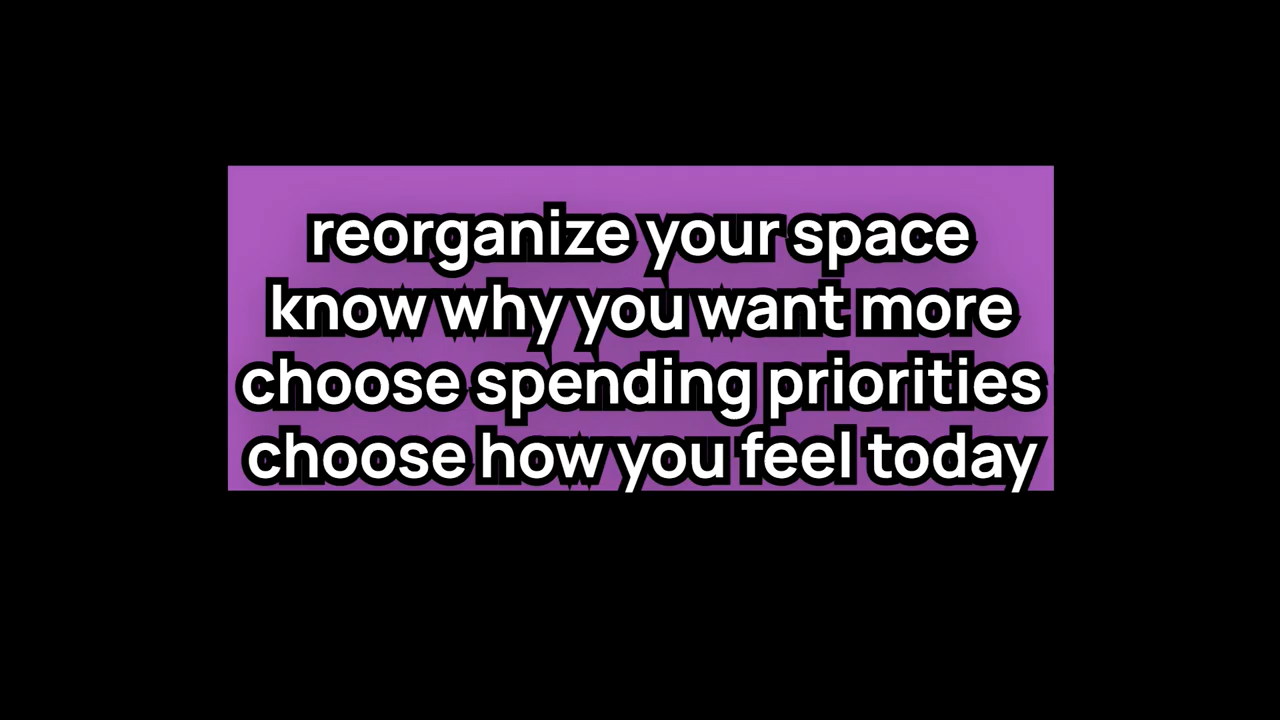 reorganize your space
know why you want more
choose spending priorities
choose how you feel today